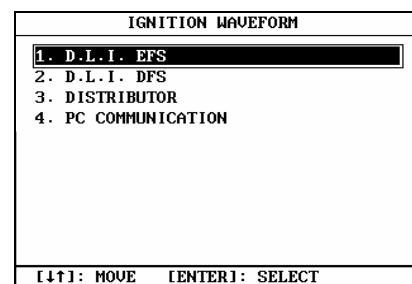 IGNITION WAVEFORM
1. D.L.I. EFS
2. D.L.I. DFS
3. DISTRIBUTOR
4. PC COMMUNICATION
[↓↑]: MOVE [ENTER]: SELECT